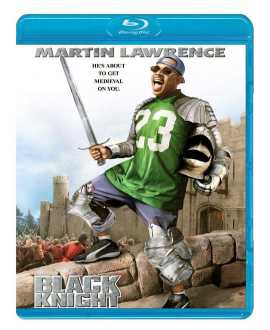 Blu-ray Disc
MARTIN LAWRENCE
HE'S ABOUT
TO GET
MEDIEVAL
ON YOU.
23
BLACK
KNIGHT